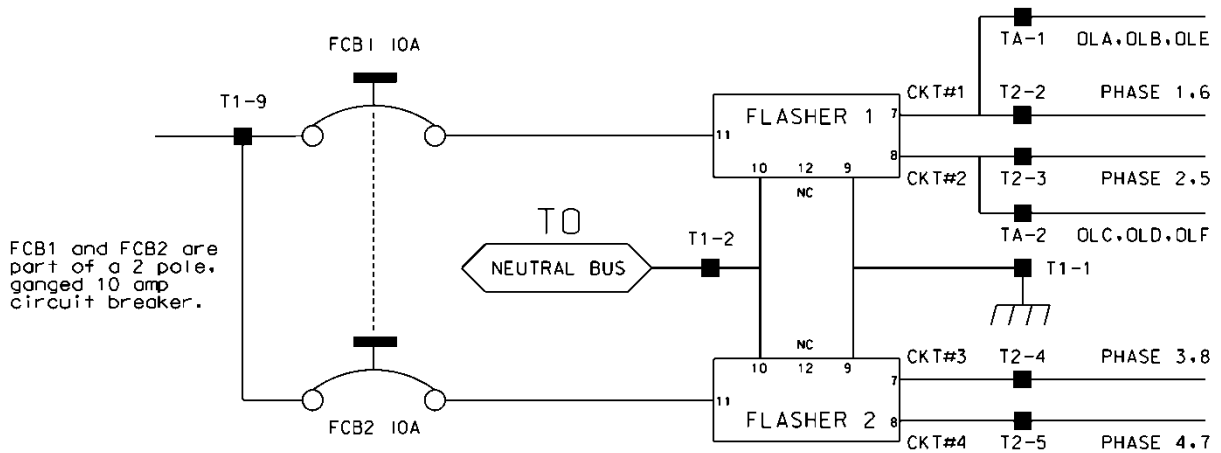 FCB1 10A
T1-9
TA-1 OLA.OLB.OLE
CKT#1 T2-2 PHASE 1.6
FLASHER 1
7
11
8
10 12 9
NC
CKT#2 T2-3 PHASE 2.5
TA-2 OLC.OLD.OLF
TO
NEUTRAL BUS
T1-2
T1-1
FCB1 and FCB2 are
part of a 2 pole.
ganged 10 amp
circuit breaker.
NC
10 12 9
CKT#3 T2-4 PHASE 3.8
7
11
FLASHER 2
8
FCB2 10A
CKT#4 T2-5 PHASE 4.7